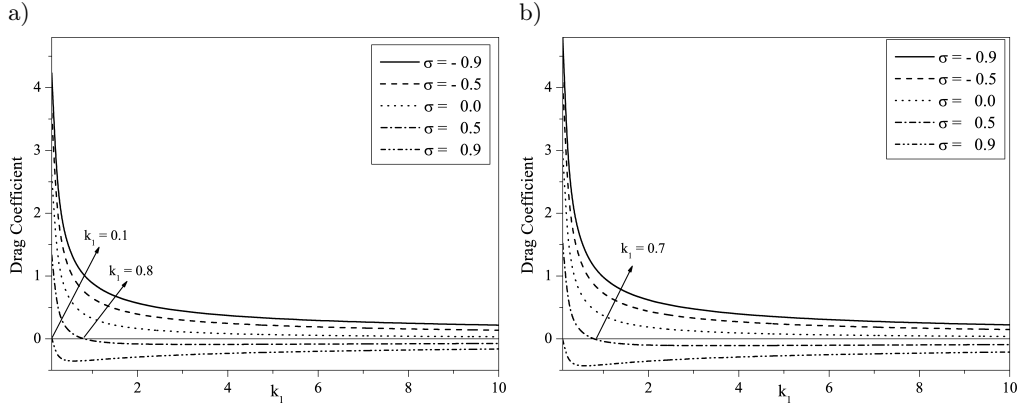 a)
Drag Coefficient
4
3
2
1
0
2
4
6
8
10
k₁
σ = - 0.9
σ = - 0.5
σ = 0.0
σ = 0.5
σ = 0.9
k₁ = 0.1
k₁ = 0.8
b)
Drag Coefficient
4
3
2
1
0
2
4
6
8
10
k₁
σ = - 0.9
σ = - 0.5
σ = 0.0
σ = 0.5
σ = 0.9
k₁ = 0.7